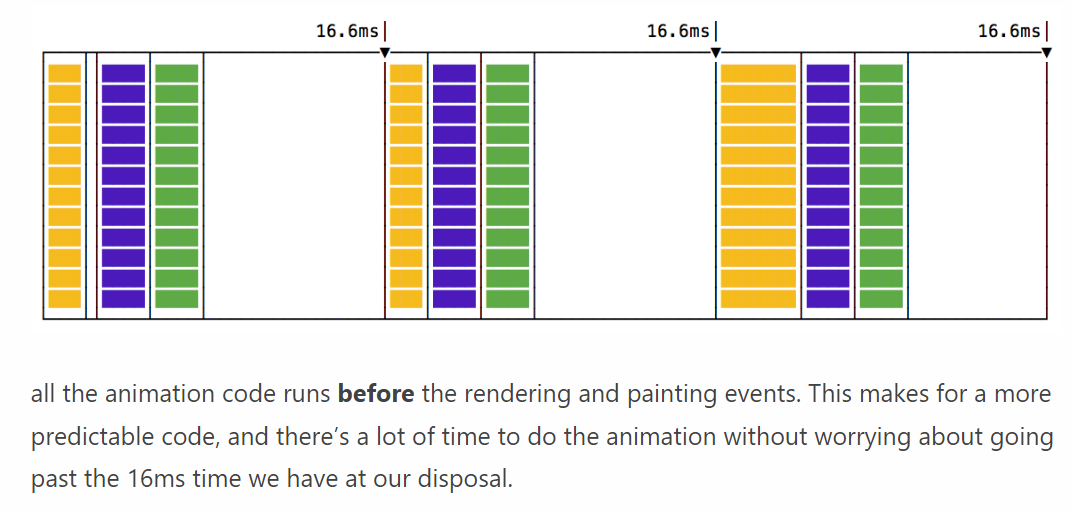 16.6ms| 16.6ms| 16.6ms|
all the animation code runs before the rendering and painting events. This makes for a more
predictable code, and there’s a lot of time to do the animation without worrying about going
past the 16ms time we have at our disposal.